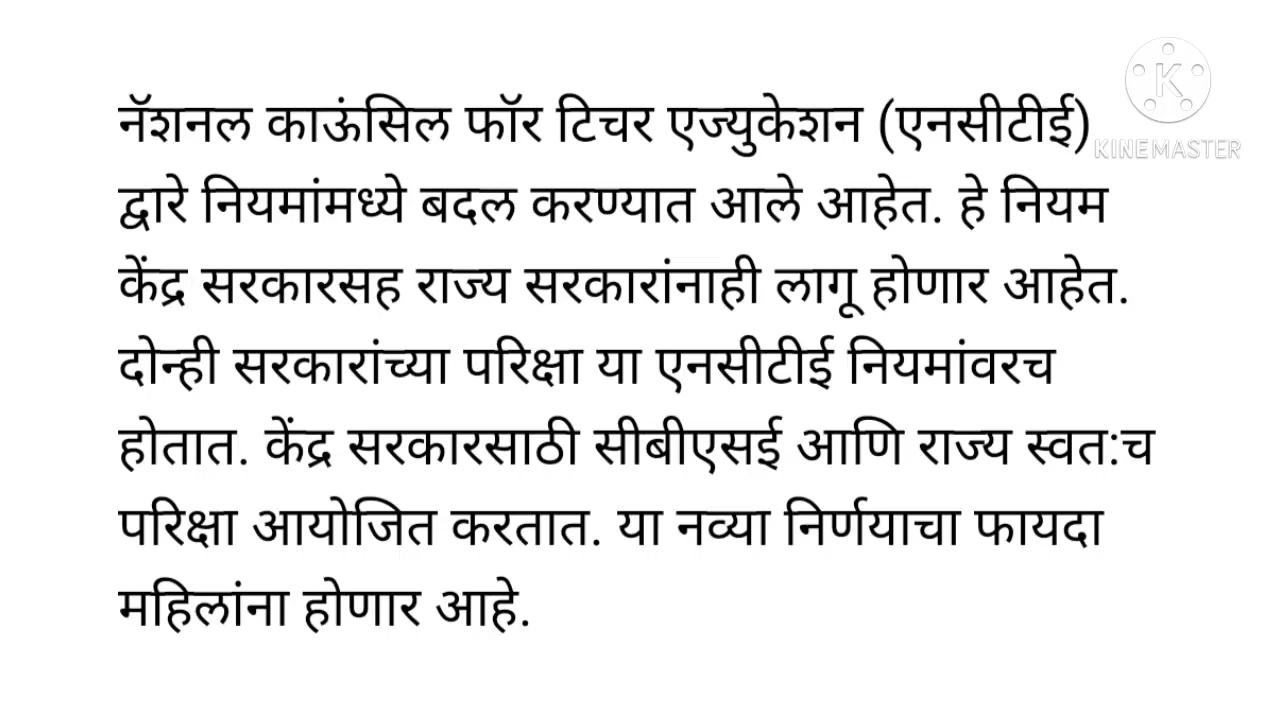 नॅशनल काऊंसिल फॉर टिचर एज्युकेशन (एनसीटीई)
KINEMASTER
द्वारे नियमांमध्ये बदल करण्यात आले आहेत. हे नियम
केंद्र सरकारसह राज्य सरकारांनाही लागू होणार आहेत.
दोन्ही सरकारांच्या परिक्षा या एनसीटीई नियमांवरच
होतात. केंद्र सरकारसाठी सीबीएसई आणि राज्य स्वत:च
परिक्षा आयोजित करतात. या नव्या निर्णयाचा फायदा
महिलांना होणार आहे.